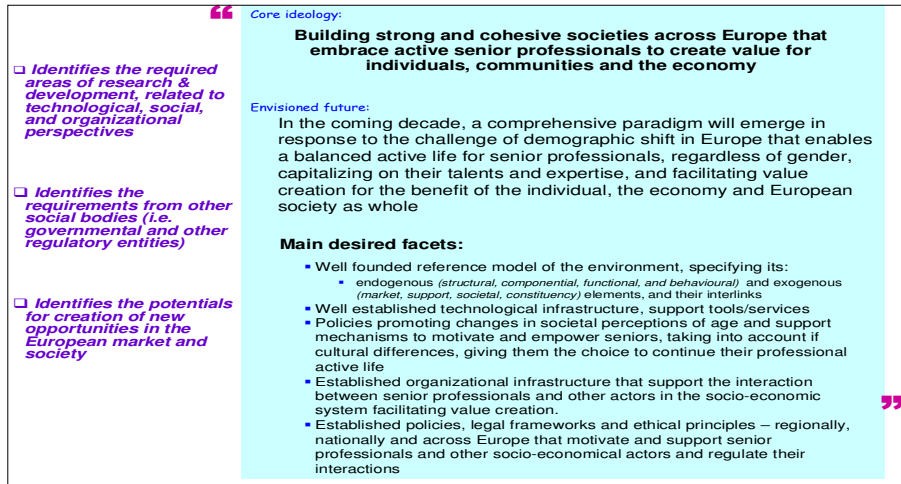 ❑ Identifies the required
areas of research &
development, related to
technological, social,
and organizational
perspectives
❑ Identifies the
requirements from other
social bodies (i.e.
governmental and other
regulatory entities)
❑ Identifies the potentials
for creation of new
opportunities in the
European market and
society
“
Core ideology:
Building strong and cohesive societies across Europe that
embrace active senior professionals to create value for
individuals, communities and the economy
Envisioned future:
In the coming decade, a comprehensive paradigm will emerge in
response to the challenge of demographic shift in Europe that enables
a balanced active life for senior professionals, regardless of gender,
capitalizing on their talents and expertise, and facilitating value
creation for the benefit of the individual, the economy and European
society as whole
Main desired facets:
▪ Well founded reference model of the environment, specifying its:
▪ endogenous (structural, componential, functional, and behavioural) and exogenous
(market, support, societal, constituency) elements, and their interlinks
▪ Well established technological infrastructure, support tools/services
▪ Policies promoting changes in societal perceptions of age and support
mechanisms to motivate and empower seniors, taking into account if
cultural differences, giving them the choice to continue their professional
active life
▪ Established organizational infrastructure that support the interaction
between senior professionals and other actors in the socio-economic
system facilitating value creation.
▪ Established policies, legal frameworks and ethical principles – regionally,
nationally and across Europe that motivate and support senior
professionals and other socio-economical actors and regulate their
interactions
”